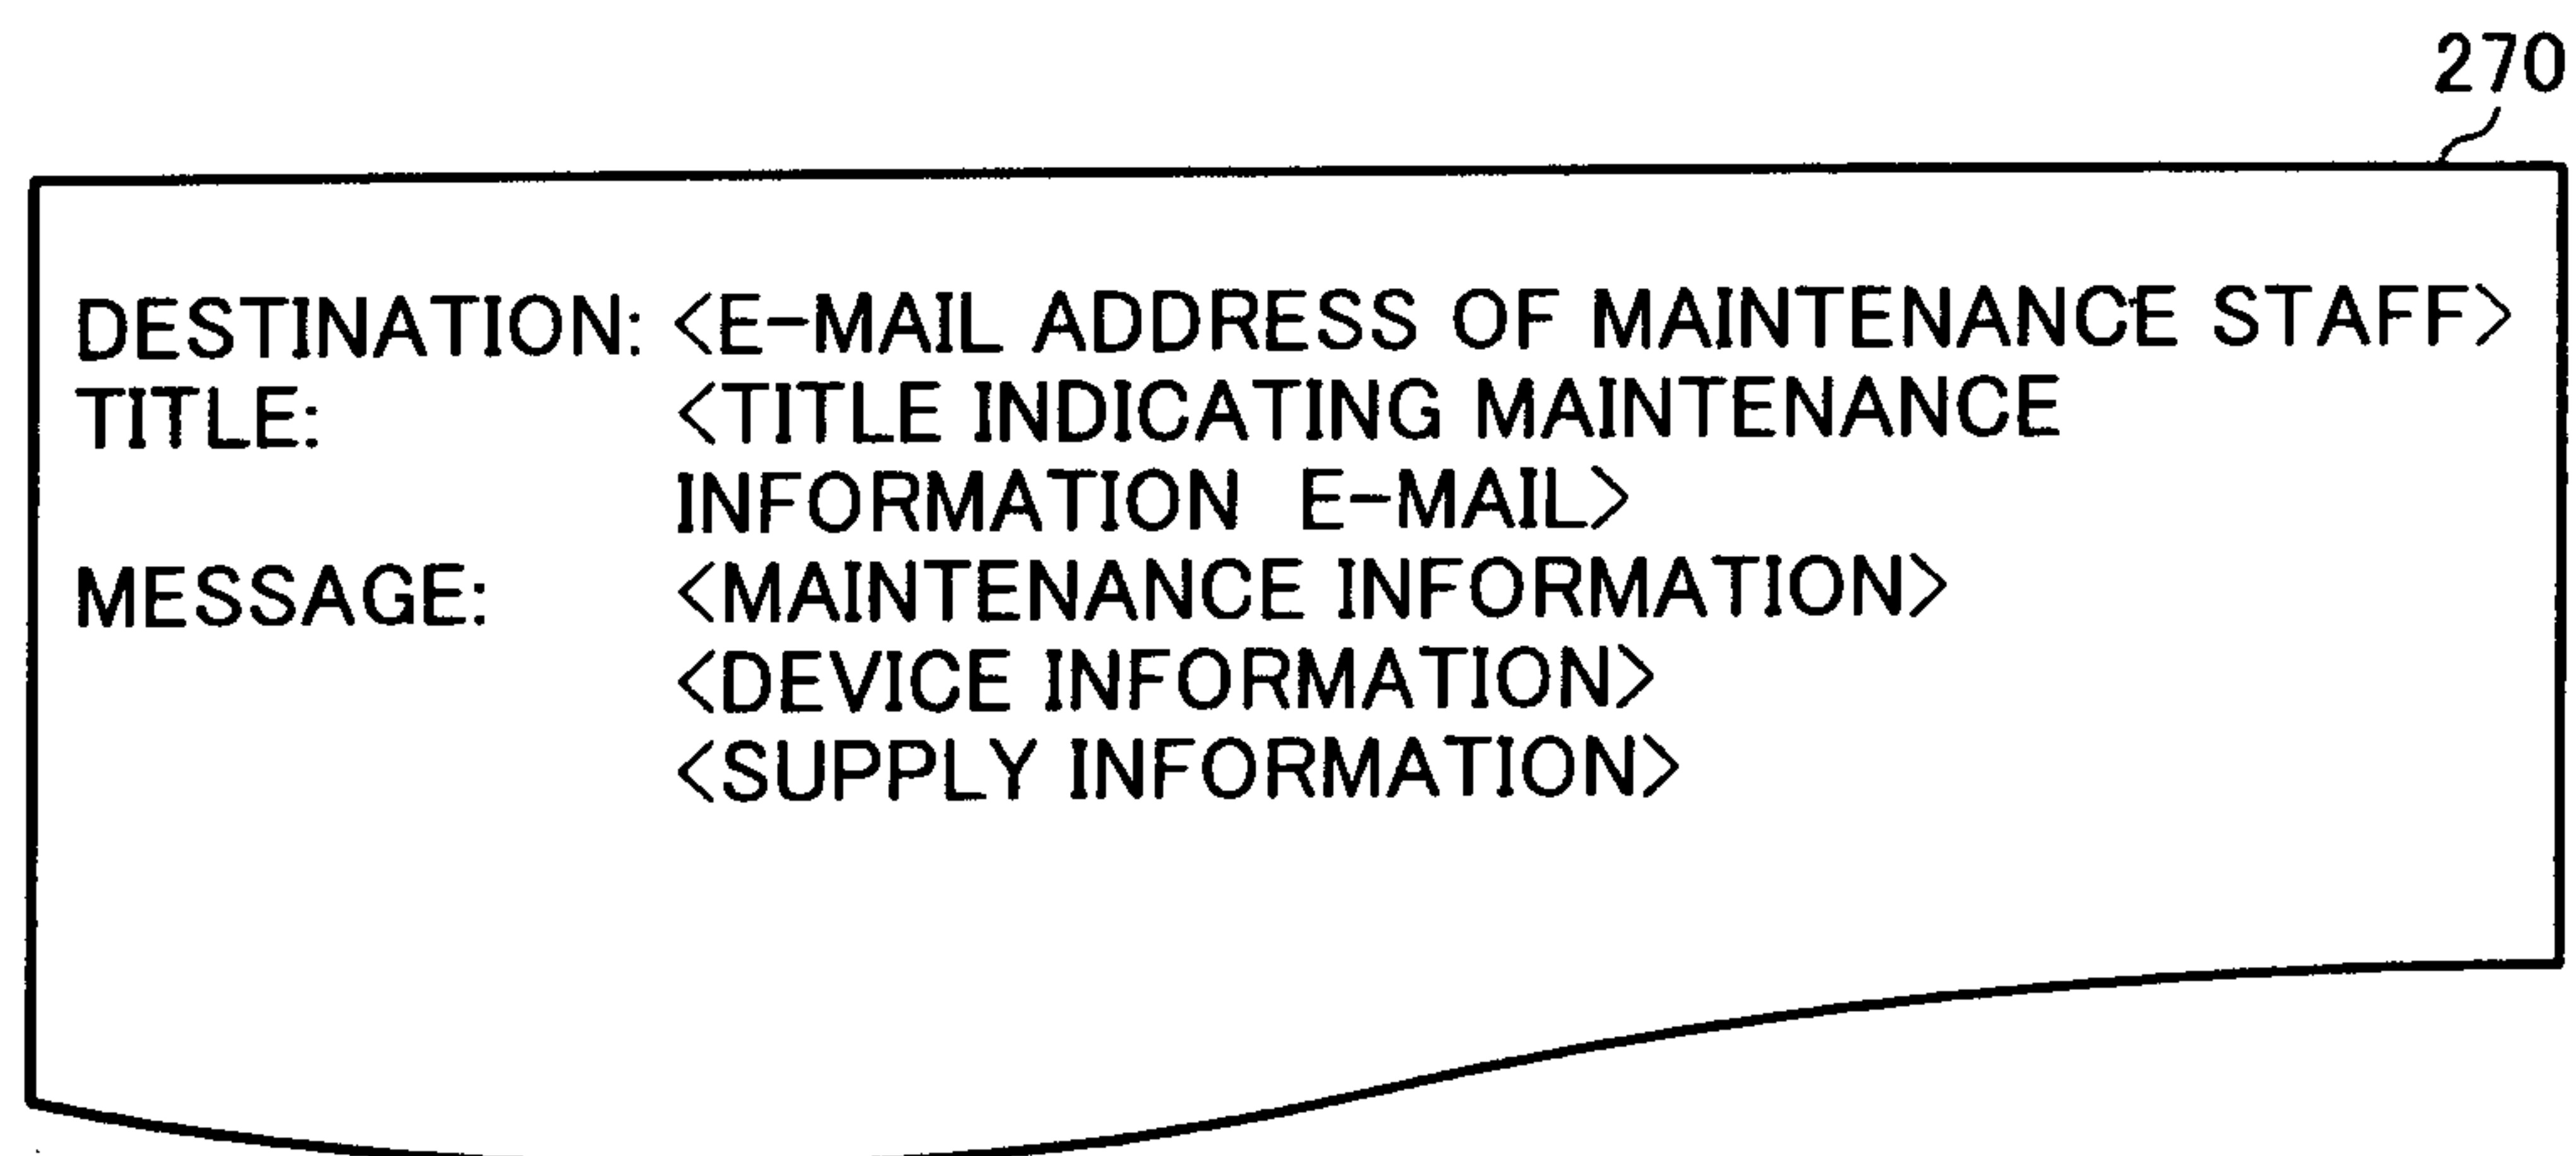 270
DESTINATION: <E-MAIL ADDRESS OF MAINTENANCE STAFF>
TITLE: <TITLE INDICATING MAINTENANCE
INFORMATION E-MAIL>
MESSAGE: <MAINTENANCE INFORMATION>
<DEVICE INFORMATION>
<SUPPLY INFORMATION>